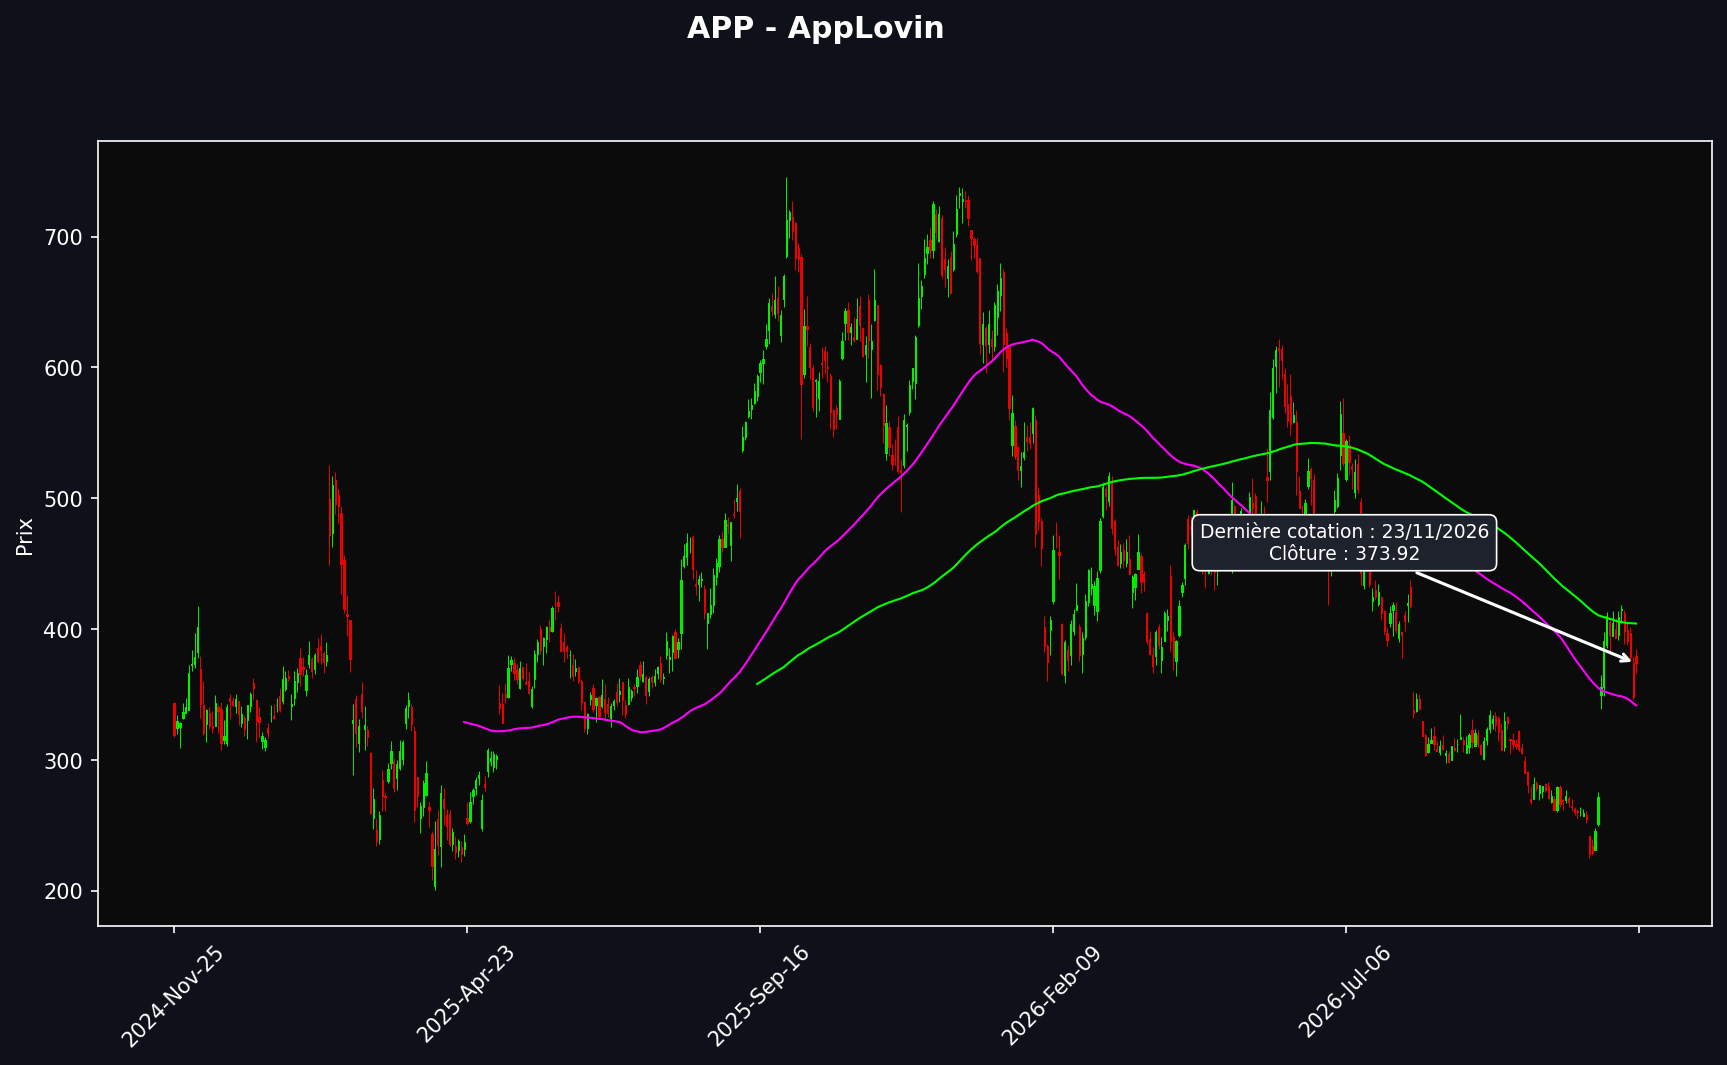 APP - AppLovin
Prix
700
600
500
400
300
200
Dernière cotation : 23/11/2026
Clôture : 373.92
2024-Nov-25
2025-Apr-23
2025-Sep-16
2026-Feb-09
2026-Jul-06